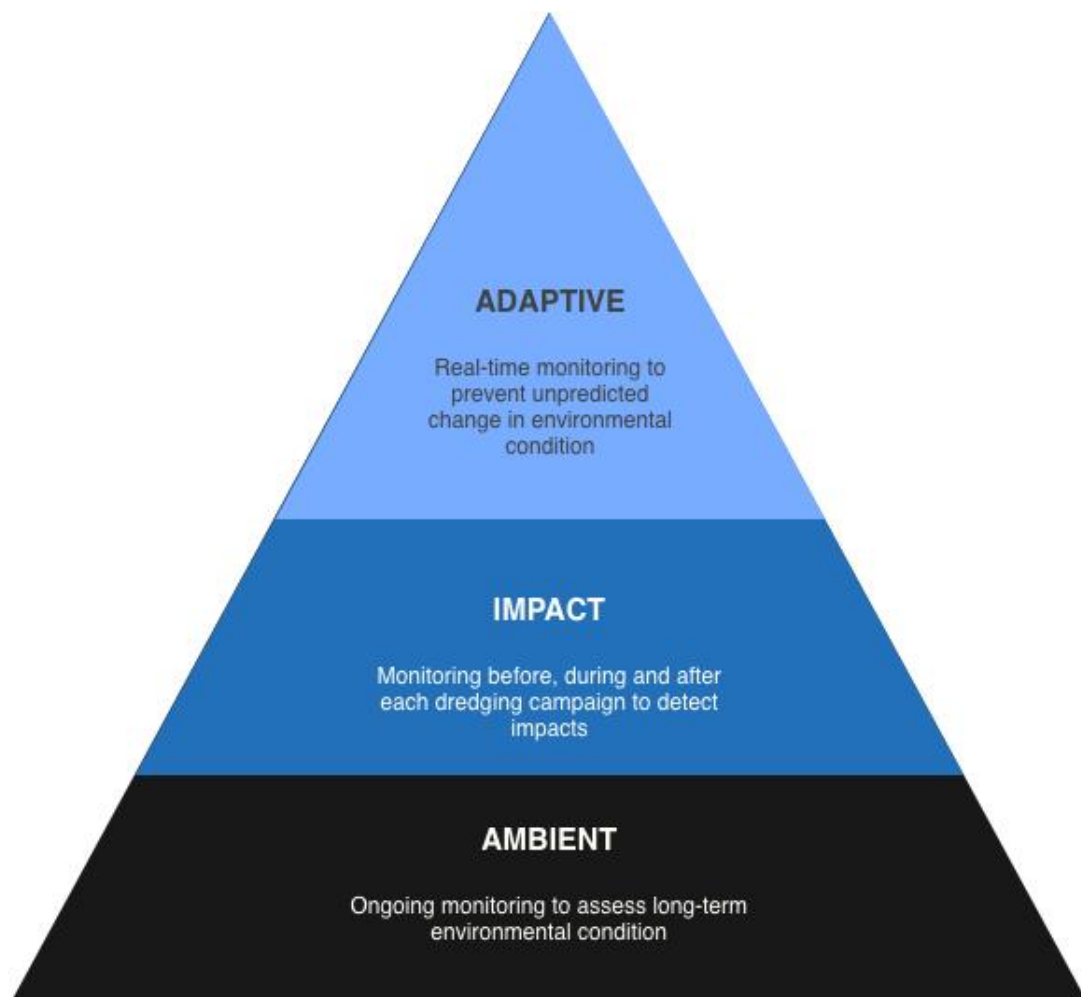 ADAPTIVE
Real-time monitoring to
prevent unpredicted
change in environmental
condition
IMPACT
Monitoring before, during and after
each dredging campaign to detect
impacts
AMBIENT
Ongoing monitoring to assess long-term
environmental condition